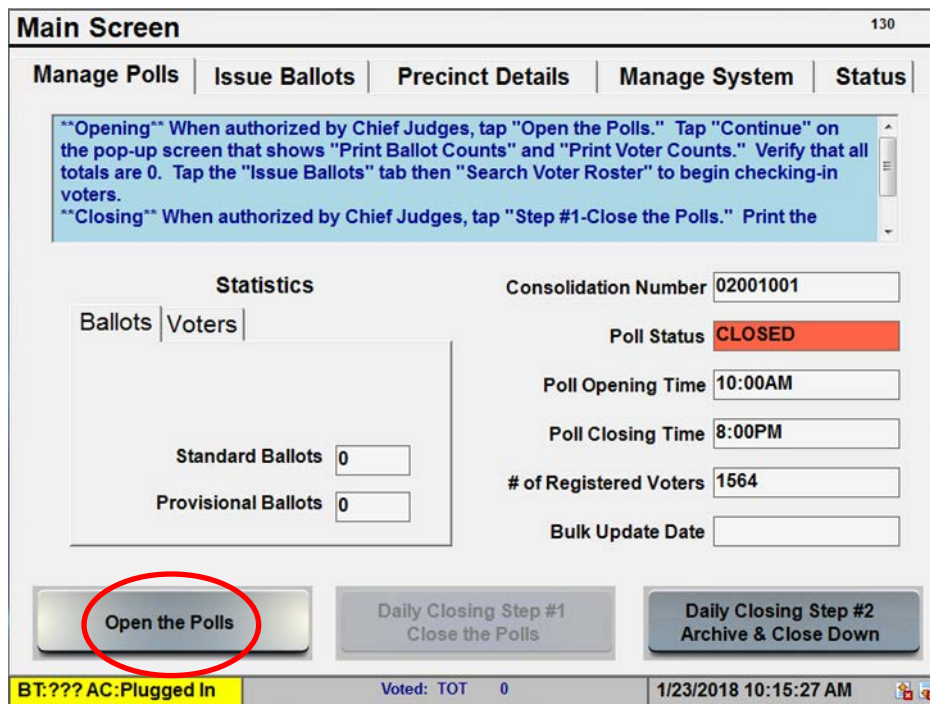 Main Screen 130
Manage Polls Issue Ballots Precinct Details Manage System Status
**Opening** When authorized by Chief Judges, tap "Open the Polls." Tap "Continue" on
the pop-up screen that shows "Print Ballot Counts" and "Print Voter Counts." Verify that all
totals are 0. Tap the "Issue Ballots" tab then "Search Voter Roster" to begin checking-in
voters.
**Closing** When authorized by Chief Judges, tap "Step #1-Close the Polls." Print the
Statistics
Ballots Voters
Standard Ballots 0
Provisional Ballots 0
Consolidation Number 02001001
Poll Status CLOSED
Poll Opening Time 10:00AM
Poll Closing Time 8:00PM
# of Registered Voters 1564
Bulk Update Date
Open the Polls
Daily Closing Step #1
Close the Polls
Daily Closing Step #2
Archive & Close Down
BT:??? AC:Plugged In Voted: TOT 0 1/23/2018 10:15:27 AM